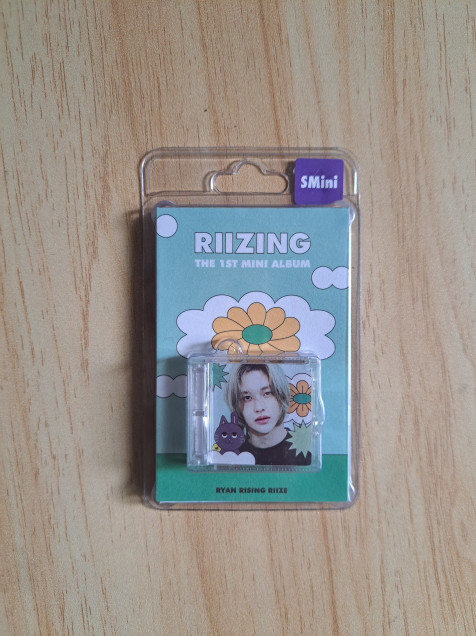 SMini
RIIZING
THE 1ST MINI ALBUM
RYAN RISING RIIZE